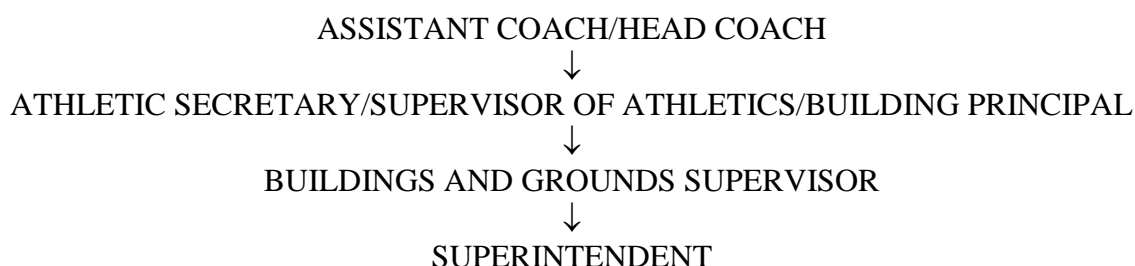 ASSISTANT COACH/HEAD COACH
↓
ATHLETIC SECRETARY/SUPERVISOR OF ATHLETICS/BUILDING PRINCIPAL
↓
BUILDINGS AND GROUNDS SUPERVISOR
↓
SUPERINTENDENT